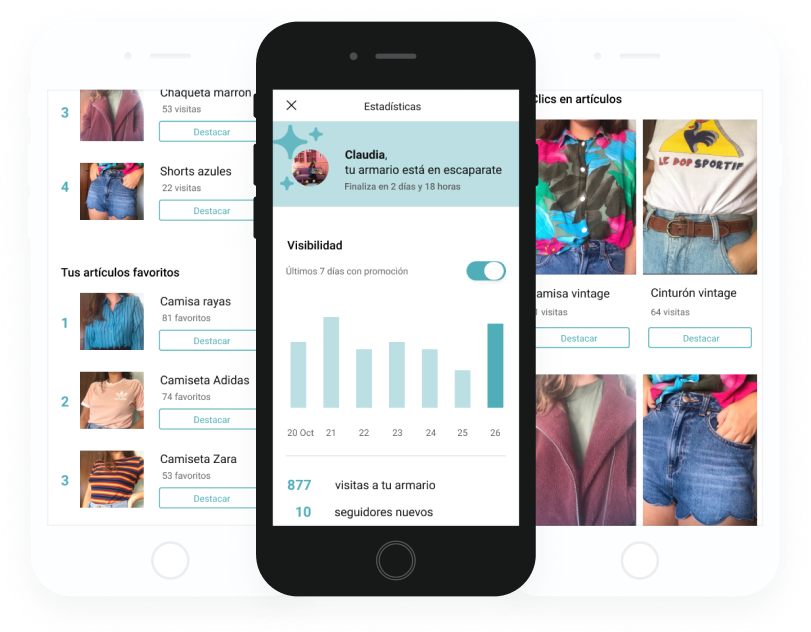 3
Chaqueta marrón
53 visitas
Destacar
4
Shorts azules
22 visitas
Destacar
Tus artículos favoritos
1
Camisa rayas
81 favoritos
Destacar
2
Camiseta Adidas
74 favoritos
Destacar
3
Camiseta Zara
53 favoritos
Destacar
Estadísticas
Claudia,
tu armario está en escaparate
Finaliza en 2 días y 18 horas
Visibilidad
Últimos 7 días con promoción
20 Oct 21 22 23 24 25 26
877 visitas a tu armario
10 seguidores nuevos
Clics en artículos
LE POP SPORTIF
amisa vintage
visitas
Destacar
Cinturón vintage
64 visitas
Destacar